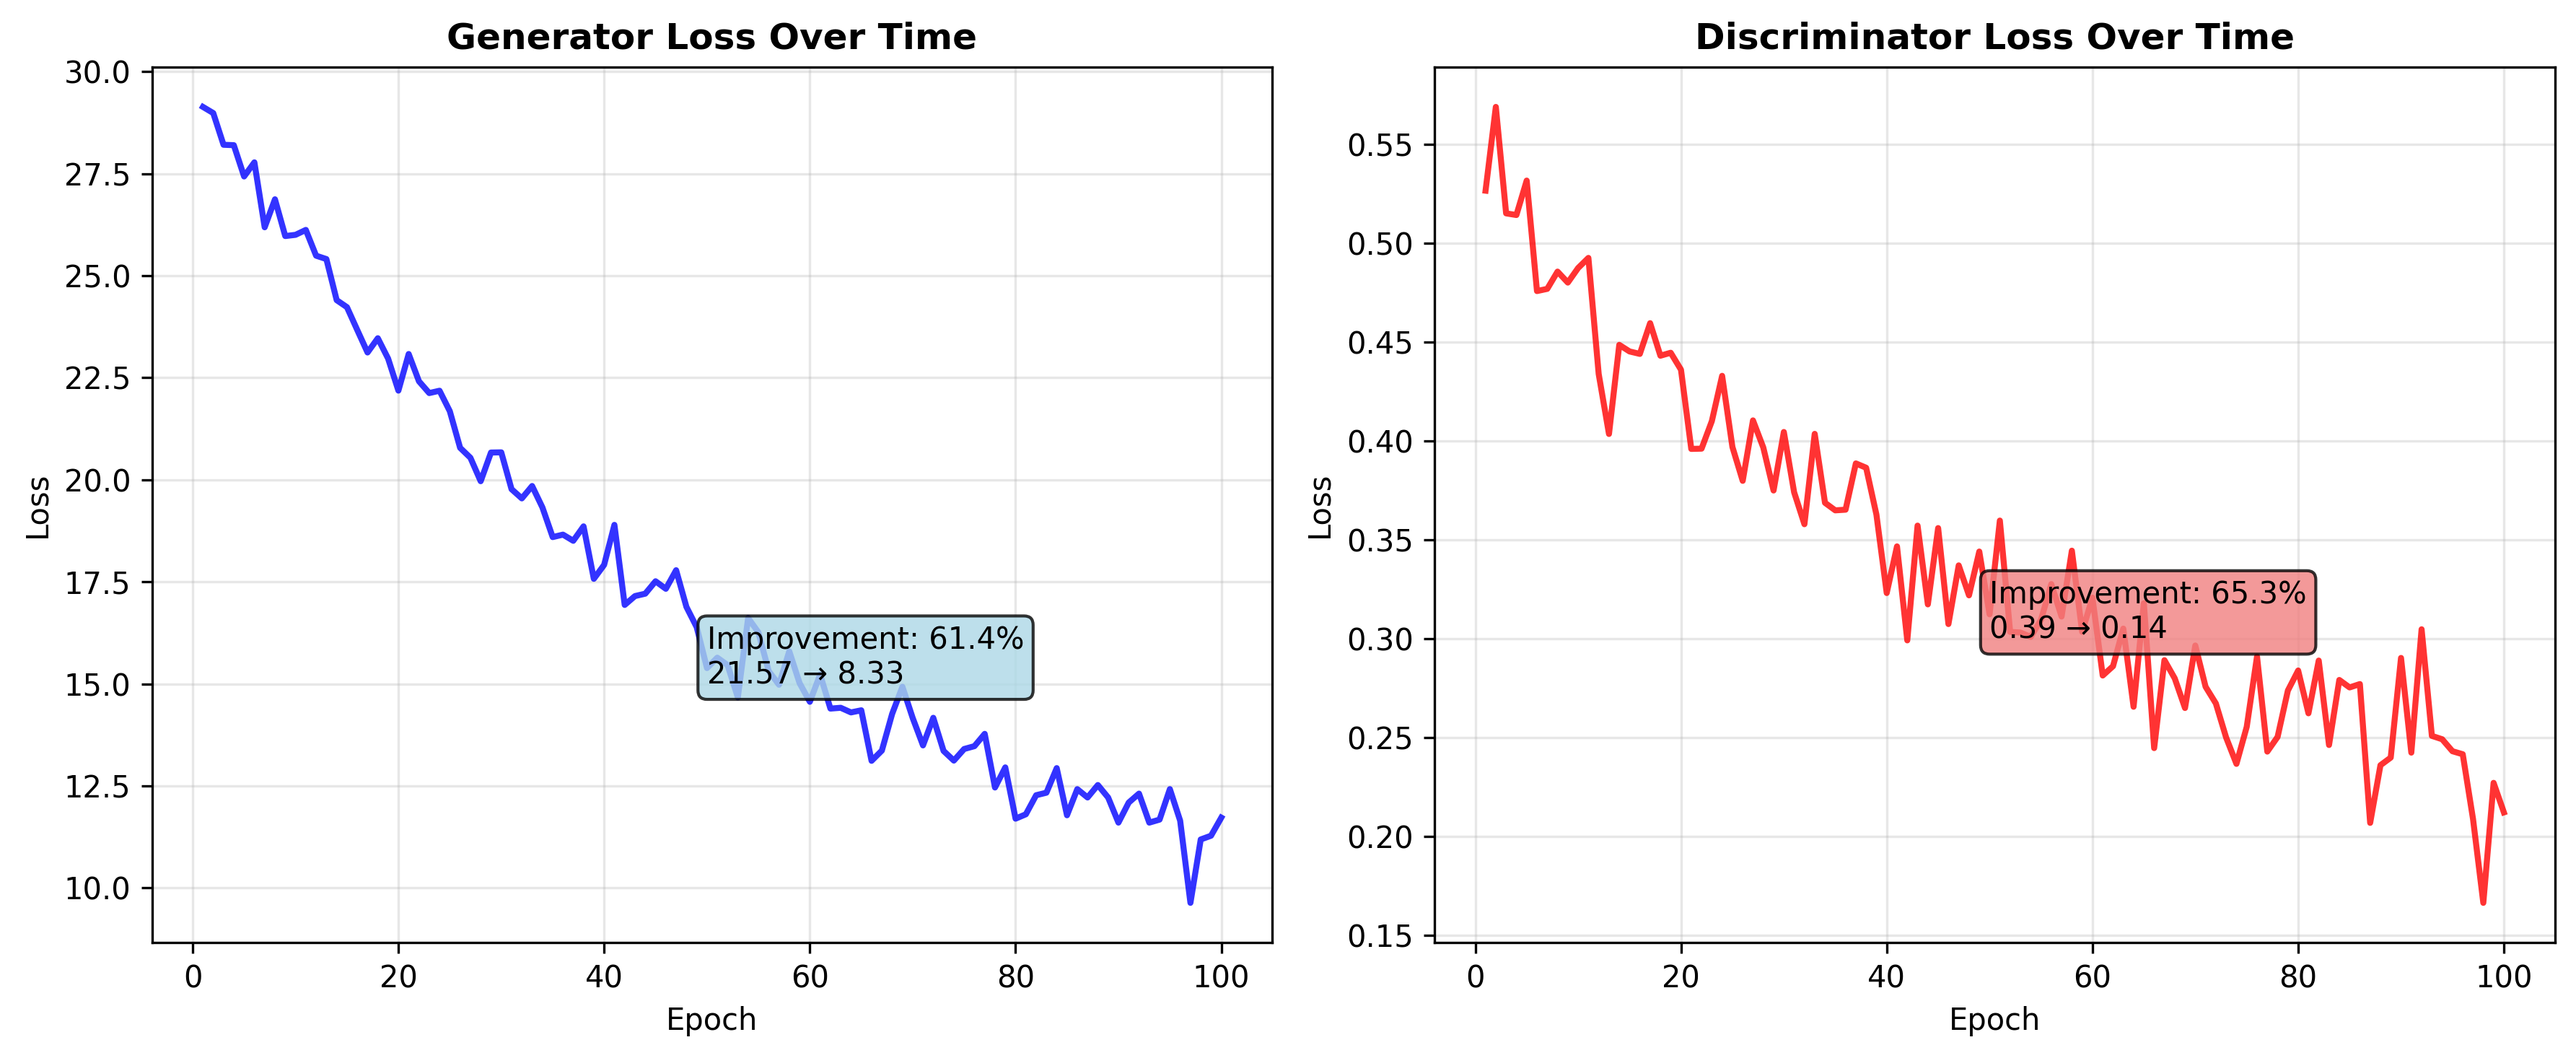 Generator Loss Over Time
30.0
27.5
25.0
22.5
20.0
17.5
15.0
12.5
10.0
Loss
Improvement: 61.4%
21.57 → 8.33
0 20 40 60 80 100
Epoch
Discriminator Loss Over Time
0.55
0.50
0.45
0.40
0.35
0.30
0.25
0.20
0.15
Loss
Improvement: 65.3%
0.39 → 0.14
0 20 40 60 80 100
Epoch